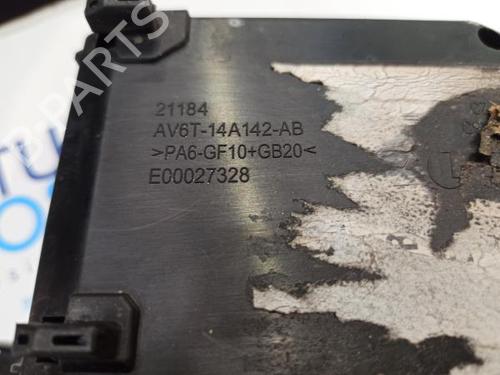 21184
AV6T-14A142-AB
>PA6-GF10+GB20<
E00027328